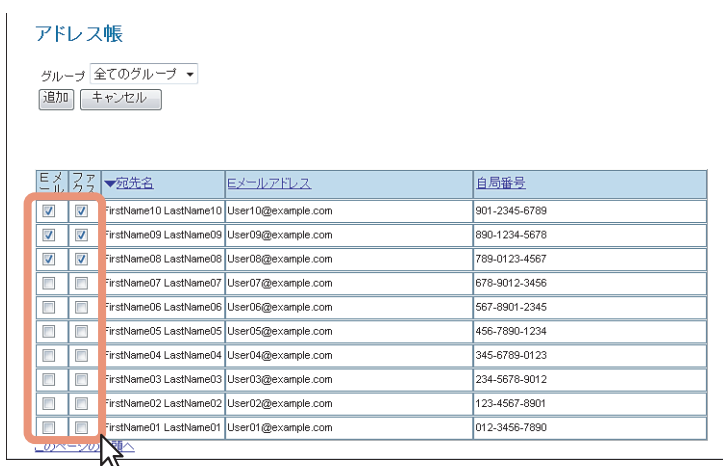 アドレス帳
グループ 全てのグループ
追加 キャンセル
Eメール ファクス 宛先名 Eメールアドレス 自局番号
FirstName10 LastName10 User10@example.com 901-2345-6789
FirstName09 LastName09 User09@example.com 890-1234-5678
FirstName08 LastName08 User08@example.com 789-0123-4567
FirstName07 LastName07 User07@example.com 678-9012-3456
FirstName06 LastName06 User06@example.com 567-8901-2345
FirstName05 LastName05 User05@example.com 456-7890-1234
FirstName04 LastName04 User04@example.com 345-6789-0123
FirstName03 LastName03 User03@example.com 234-5678-9012
FirstName02 LastName02 User02@example.com 123-4567-8901
FirstName01 LastName01 User01@example.com 012-3456-7890
このページの